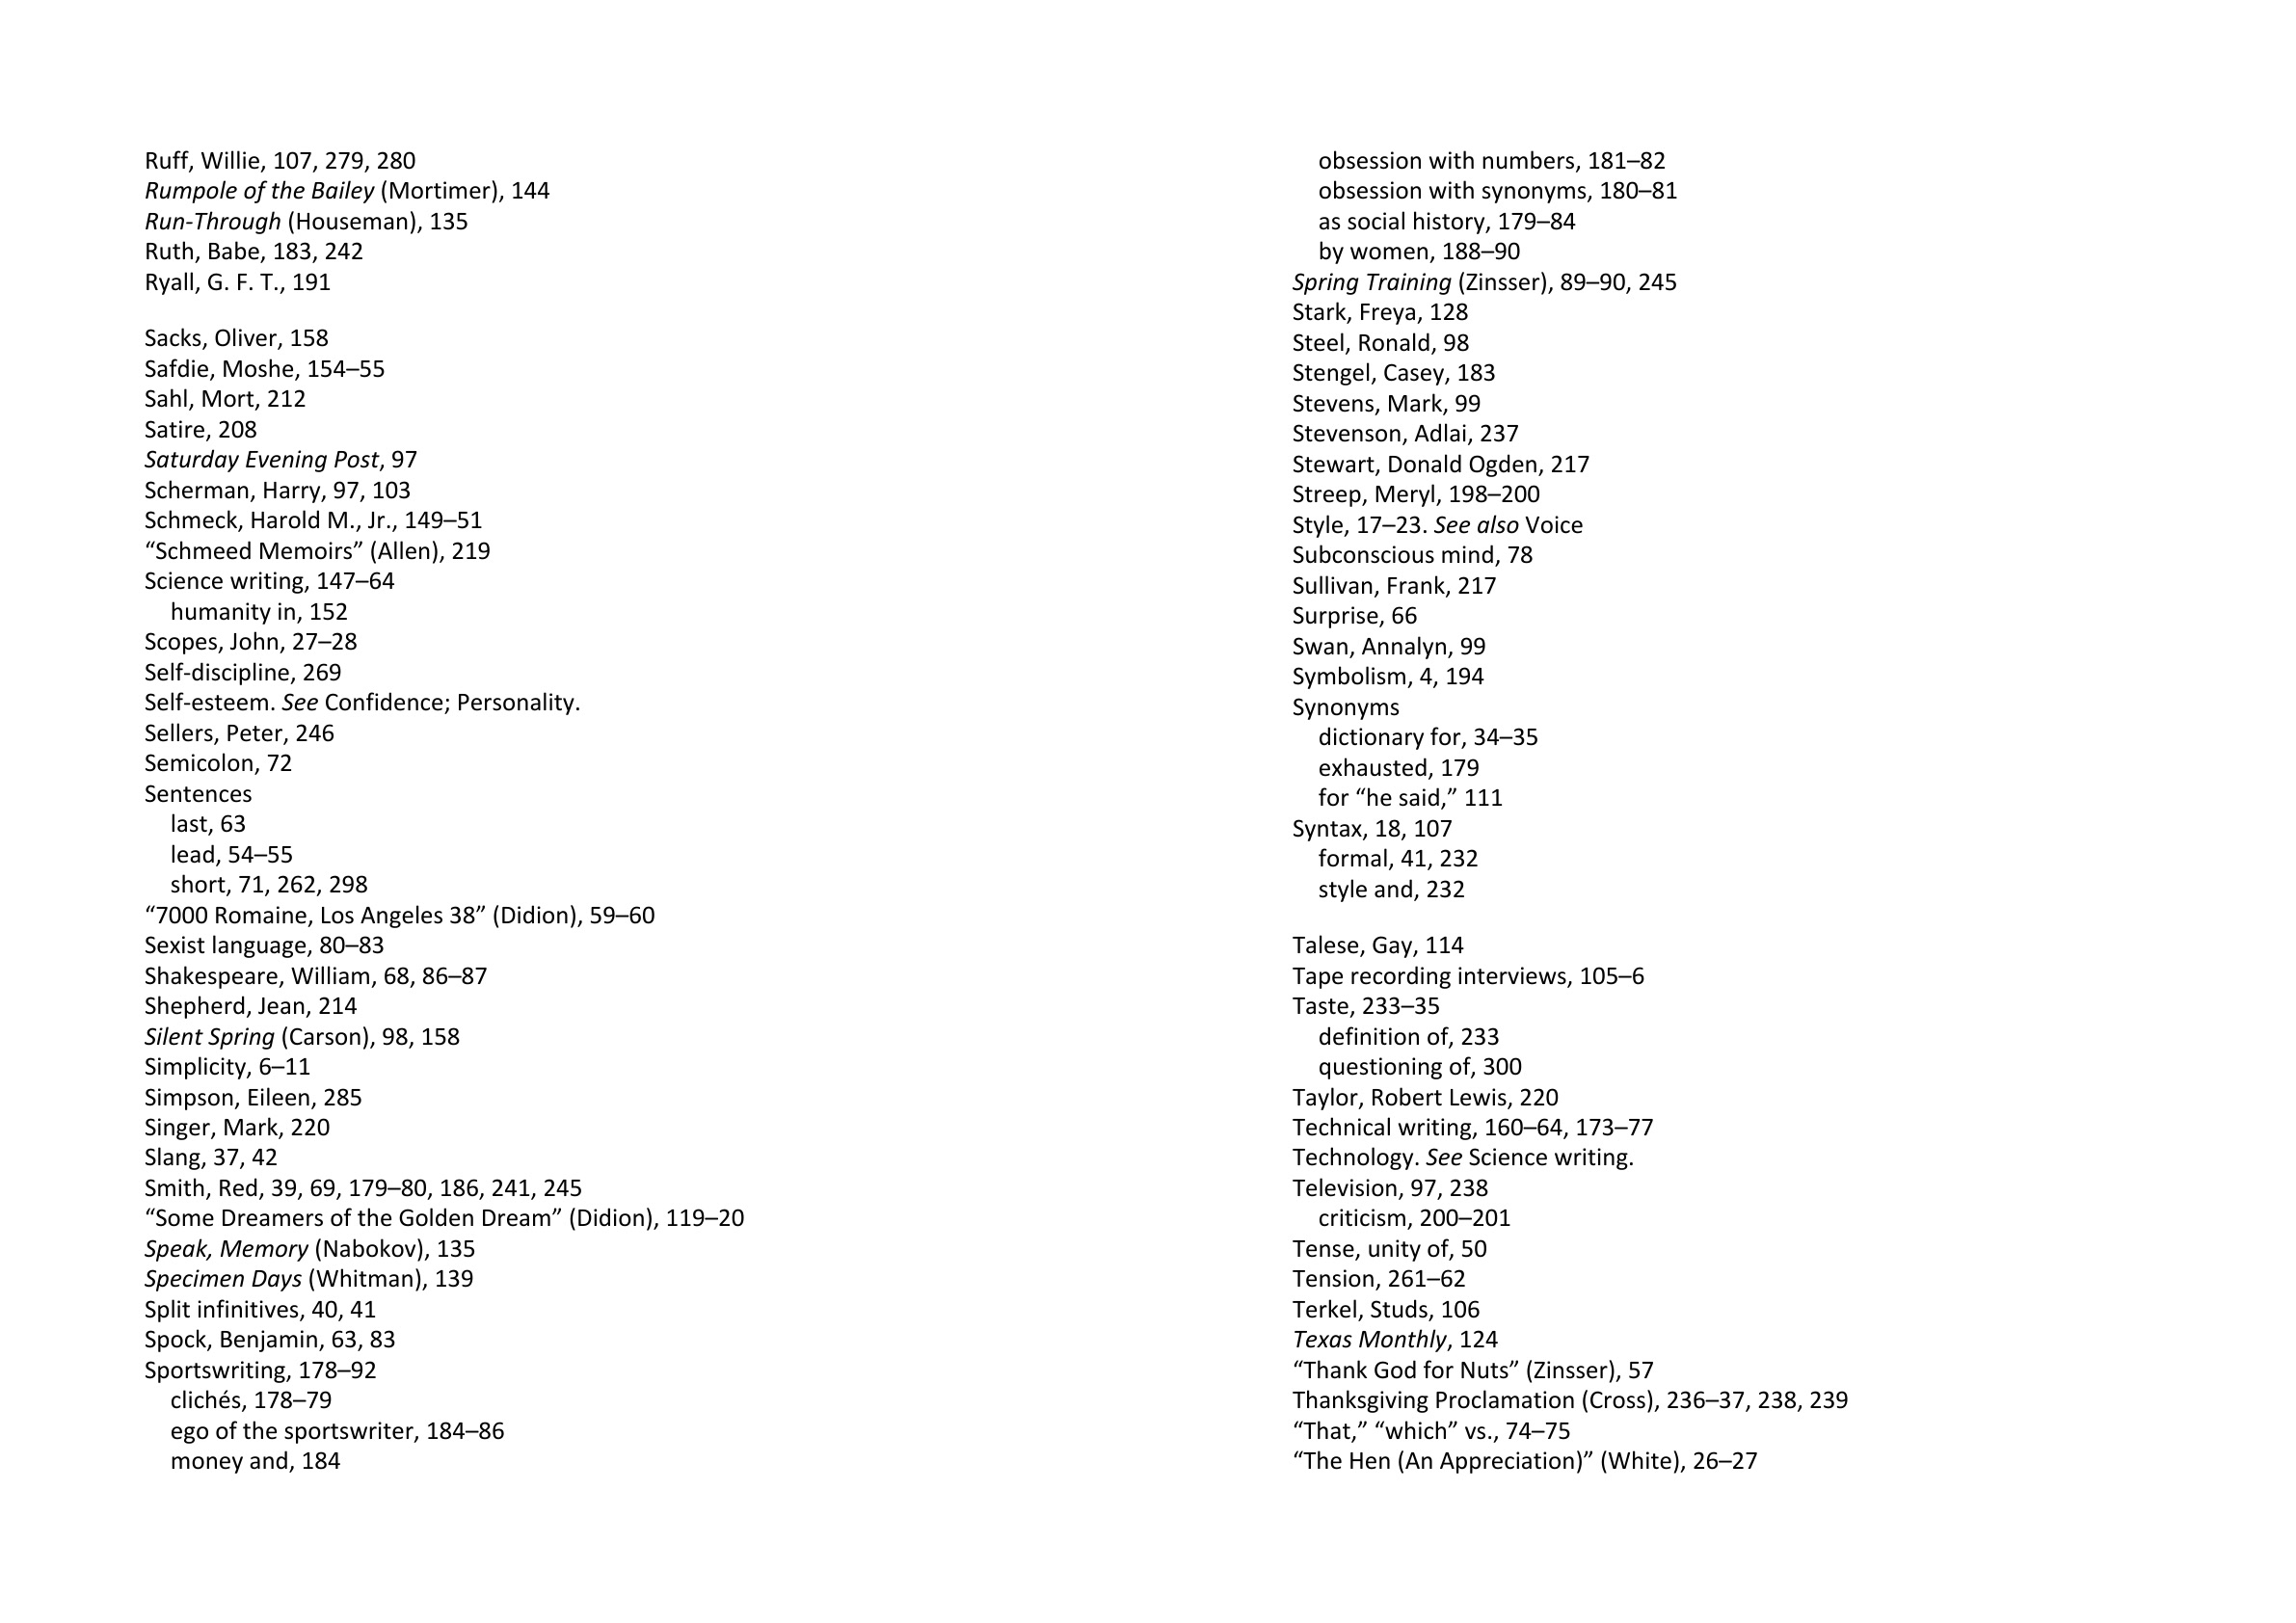 Ruff, Willie, 107, 279, 280
Rumpole of the Bailey (Mortimer), 144
Run-Through (Houseman), 135
Ruth, Babe, 183, 242
Ryall, G. F. T., 191
Sacks, Oliver, 158
Safdie, Moshe, 154–55
Sahl, Mort, 212
Satire, 208
Saturday Evening Post, 97
Scherman, Harry, 97, 103
Schmeck, Harold M., Jr., 149–51
“Schmeed Memoirs” (Allen), 219
Science writing, 147–64
humanity in, 152
Scopes, John, 27–28
Self-discipline, 269
Self-esteem. See Confidence; Personality.
Sellers, Peter, 246
Semicolon, 72
Sentences
last, 63
lead, 54–55
short, 71, 262, 298
“7000 Romaine, Los Angeles 38” (Didion), 59–60
Sexist language, 80–83
Shakespeare, William, 68, 86–87
Shepherd, Jean, 214
Silent Spring (Carson), 98, 158
Simplicity, 6–11
Simpson, Eileen, 285
Singer, Mark, 220
Slang, 37, 42
Smith, Red, 39, 69, 179–80, 186, 241, 245
“Some Dreamers of the Golden Dream” (Didion), 119–20
Speak, Memory (Nabokov), 135
Specimen Days (Whitman), 139
Split infinitives, 40, 41
Spock, Benjamin, 63, 83
Sportswriting, 178–92
clichés, 178–79
ego of the sportswriter, 184–86
money and, 184
obsession with numbers, 181–82
obsession with synonyms, 180–81
as social history, 179–84
by women, 188–90
Spring Training (Zinsser), 89–90, 245
Stark, Freya, 128
Steel, Ronald, 98
Stengel, Casey, 183
Stevens, Mark, 99
Stevenson, Adlai, 237
Stewart, Donald Ogden, 217
Streep, Meryl, 198–200
Style, 17–23. See also Voice
Subconscious mind, 78
Sullivan, Frank, 217
Surprise, 66
Swan, Annalyn, 99
Symbolism, 4, 194
Synonyms
dictionary for, 34–35
exhausted, 179
for “he said,” 111
Syntax, 18, 107
formal, 41, 232
style and, 232
Talese, Gay, 114
Tape recording interviews, 105–6
Taste, 233–35
definition of, 233
questioning of, 300
Taylor, Robert Lewis, 220
Technical writing, 160–64, 173–77
Technology. See Science writing.
Television, 97, 238
criticism, 200–201
Tense, unity of, 50
Tension, 261–62
Terkel, Studs, 106
Texas Monthly, 124
“Thank God for Nuts” (Zinsser), 57
Thanksgiving Proclamation (Cross), 236–37, 238, 239
“That,” “which” vs., 74–75
“The Hen (An Appreciation)” (White), 26–27